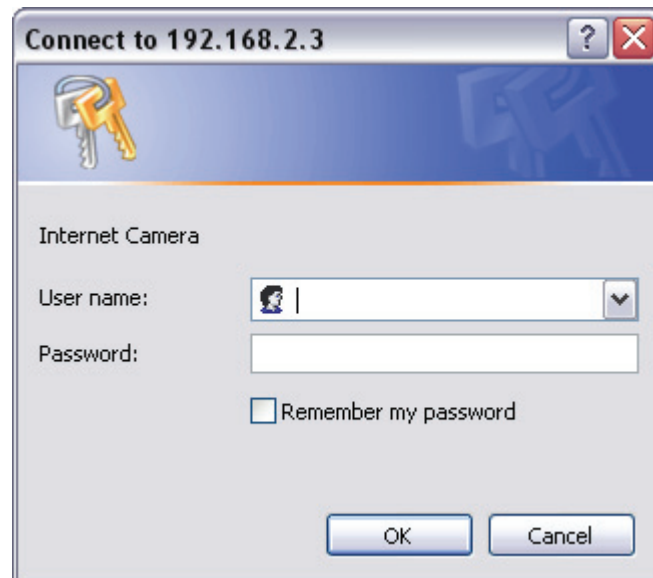 Connect to 192.168.2.3
?
Internet Camera
User name:
Password:
Remember my password
OK
Cancel